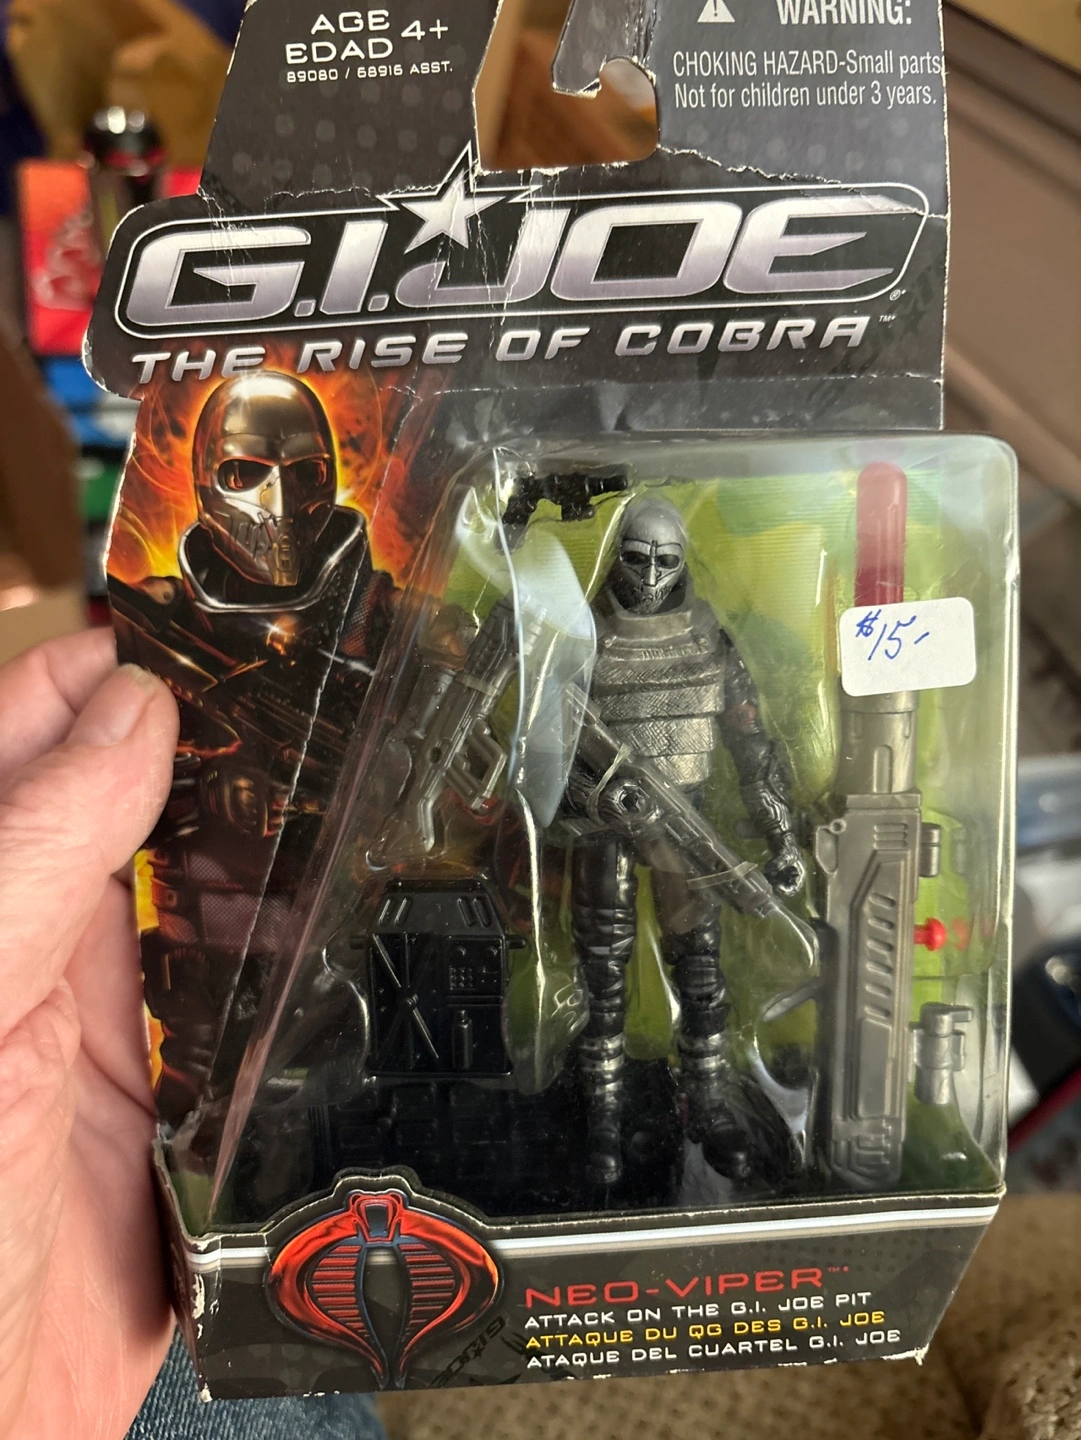 AGE 4+
EDAD
89080 / 68916 ASST.
WARNING:
CHOKING HAZARD-Small parts
Not for children under 3 years.
G.I. JOE ®
THE RISE OF COBRA ™*
$15-
NEO-VIPER™*
ATTACK ON THE G.I. JOE PIT
ATTAQUE DU QG DES G.I. JOE
ATAQUE DEL CUARTEL G.I. JOE